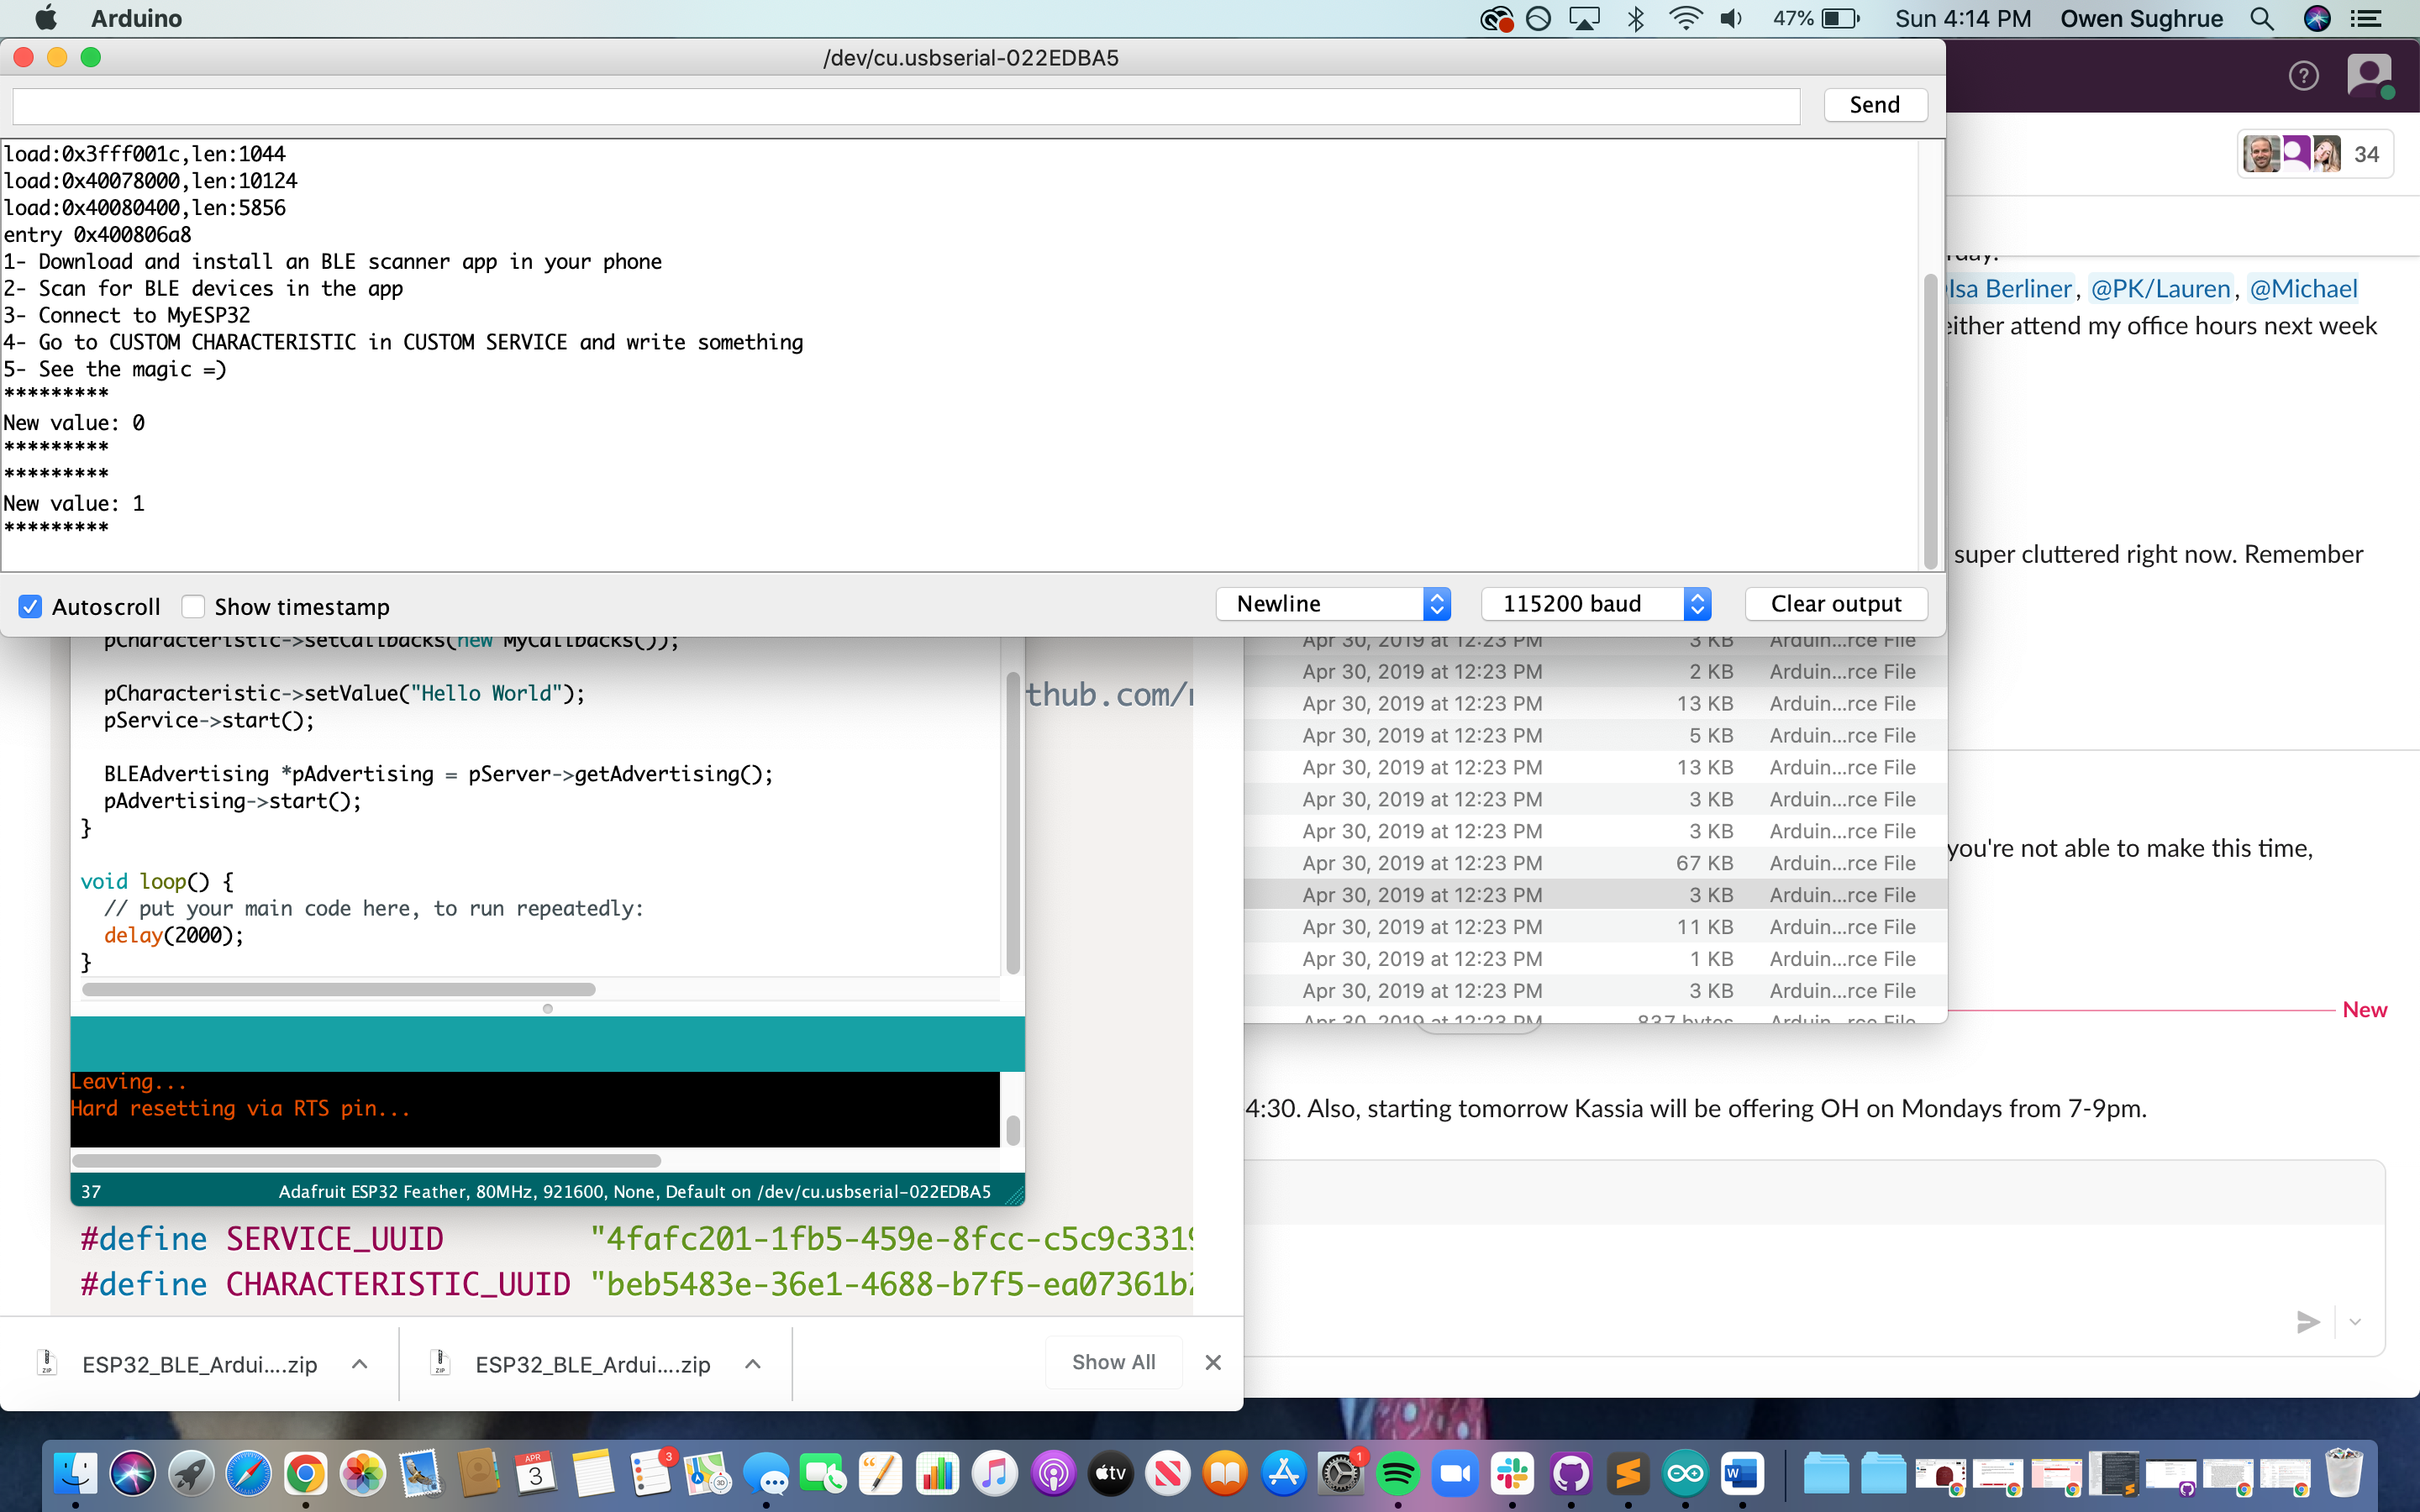 Arduino
47%
Sun 4:14 PM
Owen Sughrue
/dev/cu.usbserial-022EDBA5
Send
load:0x3fff001c,len:1044
load:0x40078000,len:10124
load:0x40080400,len:5856
entry 0x400806a8
1- Download and install an BLE scanner app in your phone
2- Scan for BLE devices in the app
3- Connect to MyESP32
4- Go to CUSTOM CHARACTERISTIC in CUSTOM SERVICE and write something
5- See the magic =)
*********
New value: 0
*********
*********
New value: 1
*********
Autoscroll
Show timestamp
Newline
115200 baud
Clear output
34
lsa Berliner, @PK/Lauren, @Michael
either attend my office hours next week
super cluttered right now. Remember
you're not able to make this time,
New
4:30. Also, starting tomorrow Kassia will be offering OH on Mondays from 7-9pm.
pCharacteristic->setCallbacks(new MyCallbacks());
pCharacteristic->setValue("Hello World");
pService->start();
BLEAdvertising *pAdvertising = pServer->getAdvertising();
pAdvertising->start();
}
void loop() {
// put your main code here, to run repeatedly:
delay(2000);
}
Leaving...
Hard resetting via RTS pin...
37
Adafruit ESP32 Feather, 80MHz, 921600, None, Default on /dev/cu.usbserial-022EDBA5
thub.com/
Apr 30, 2019 at 12:23 PM 3 KB Arduin...rce File
Apr 30, 2019 at 12:23 PM 2 KB Arduin...rce File
Apr 30, 2019 at 12:23 PM 13 KB Arduin...rce File
Apr 30, 2019 at 12:23 PM 5 KB Arduin...rce File
Apr 30, 2019 at 12:23 PM 13 KB Arduin...rce File
Apr 30, 2019 at 12:23 PM 3 KB Arduin...rce File
Apr 30, 2019 at 12:23 PM 3 KB Arduin...rce File
Apr 30, 2019 at 12:23 PM 67 KB Arduin...rce File
Apr 30, 2019 at 12:23 PM 3 KB Arduin...rce File
Apr 30, 2019 at 12:23 PM 11 KB Arduin...rce File
Apr 30, 2019 at 12:23 PM 1 KB Arduin...rce File
Apr 30, 2019 at 12:23 PM 3 KB Arduin...rce File
Apr 30, 2019 at 12:23 PM 837 bytes Arduin...rce File
#define SERVICE_UUID "4fafc201-1fb5-459e-8fcc-c5c9c3319
#define CHARACTERISTIC_UUID "beb5483e-36e1-4688-b7f5-ea07361b2
ESP32_BLE_Ardui....zip
ESP32_BLE_Ardui....zip
Show All
APR
3
3
tv
1
W